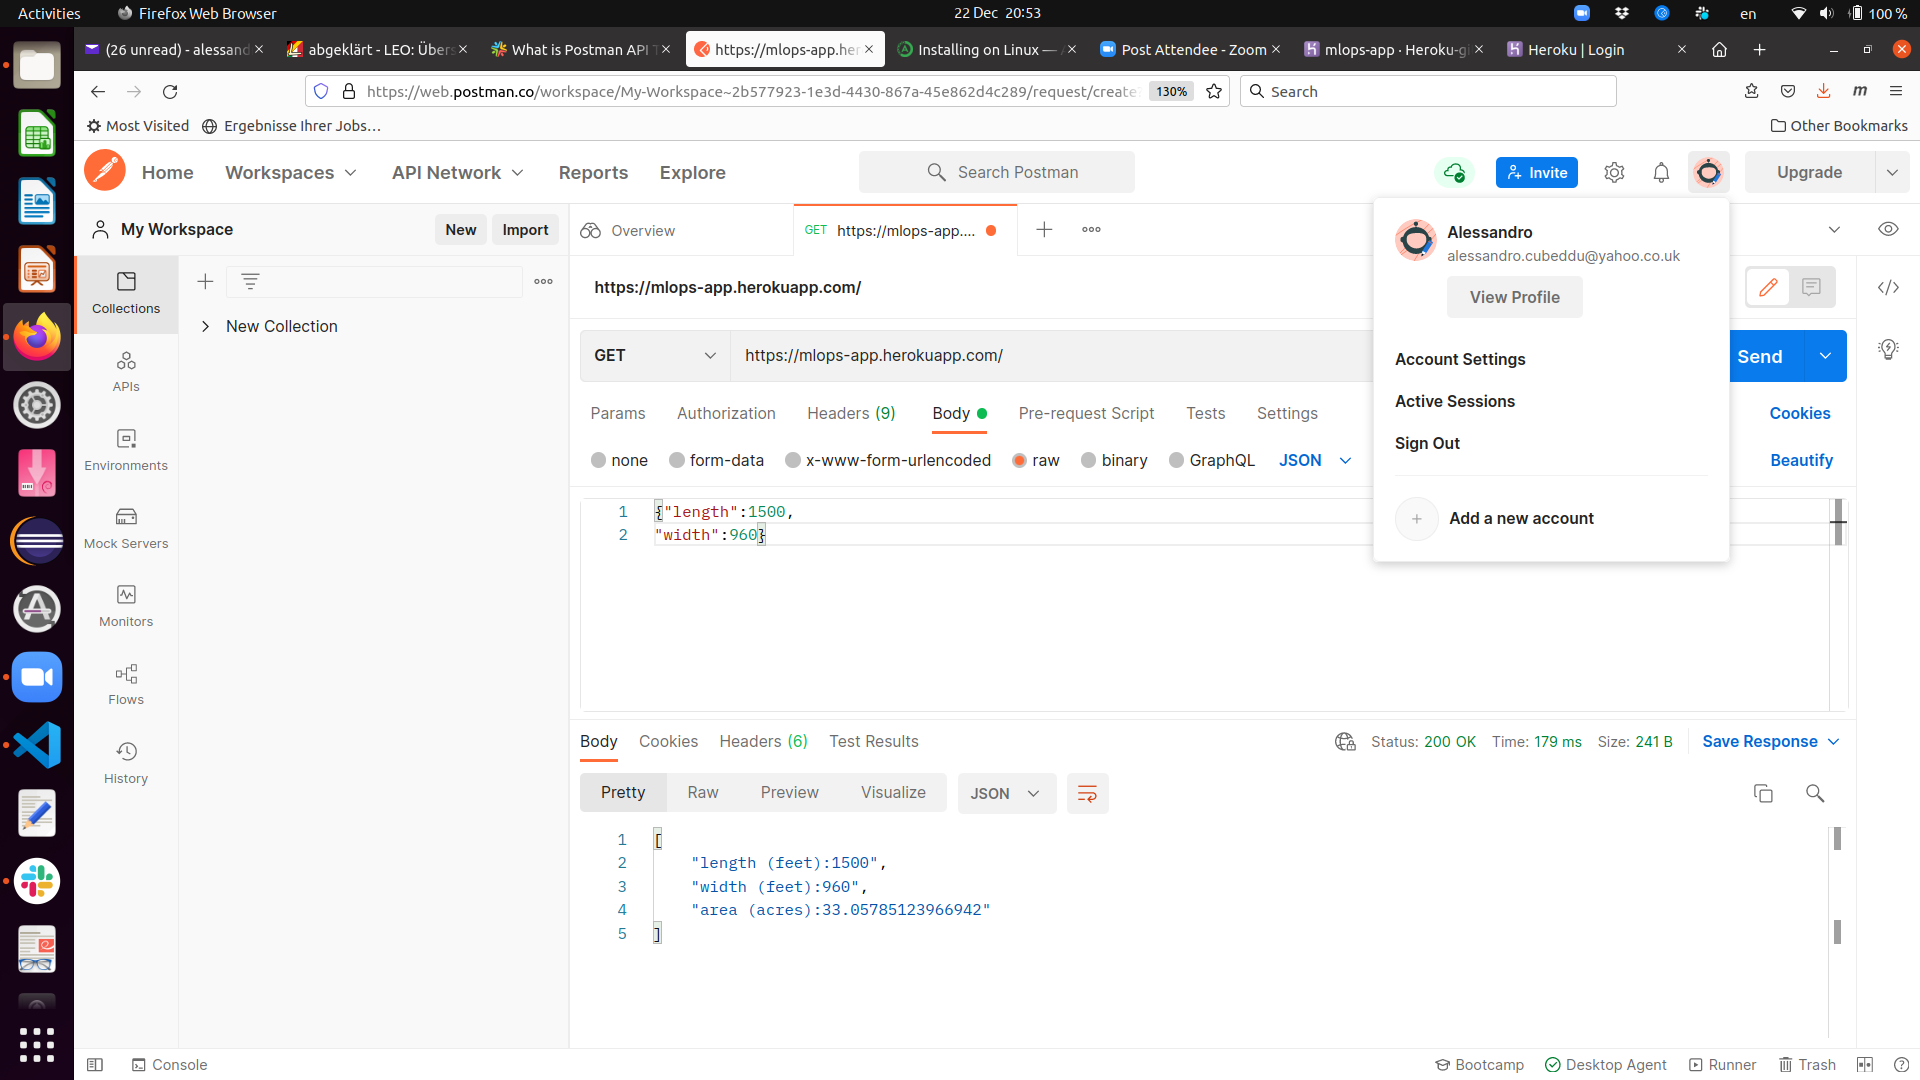 Activities Firefox Web Browser 22 Dec 20:53 en 100 %
(26 unread) - alessand abgeklärt - LEO: Übers What is Postman API T https://mlops-app.her Installing on Linux — A Post Attendee - Zoom mlops-app · Heroku-gi Heroku | Login
https://web.postman.co/workspace/My-Workspace~2b577923-1e3d-4430-867a-45e862d4c289/request/create? 130% Search
Most Visited Ergebnisse Ihrer Jobs… Other Bookmarks
Home Workspaces API Network Reports Explore Search Postman Invite Upgrade
My Workspace New Import Overview GET https://mlops-app....
Alessandro
alessandro.cubeddu@yahoo.co.uk
View Profile
Account Settings
Active Sessions
Sign Out
Add a new account
Collections
APIs
Environments
Mock Servers
Monitors
Flows
History
New Collection
https://mlops-app.herokuapp.com/
GET https://mlops-app.herokuapp.com/ Send
Params Authorization Headers (9) Body Pre-request Script Tests Settings Cookies
none form-data x-www-form-urlencoded raw binary GraphQL JSON Beautify
1 {"length":1500,
2 "width":960}
Body Cookies Headers (6) Test Results Status: 200 OK Time: 179 ms Size: 241 B Save Response
Pretty Raw Preview Visualize JSON
1 [
2 "length (feet):1500",
3 "width (feet):960",
4 "area (acres):33.05785123966942"
5 ]
Console Bootcamp Desktop Agent Runner Trash